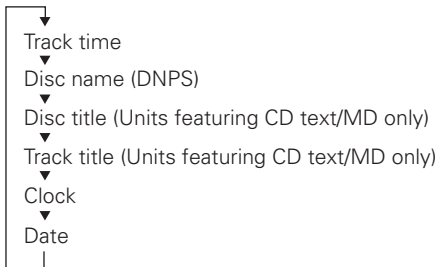 Track time
Disc name (DNPS)
Disc title (Units featuring CD text/MD only)
Track title (Units featuring CD text/MD only)
Clock
Date